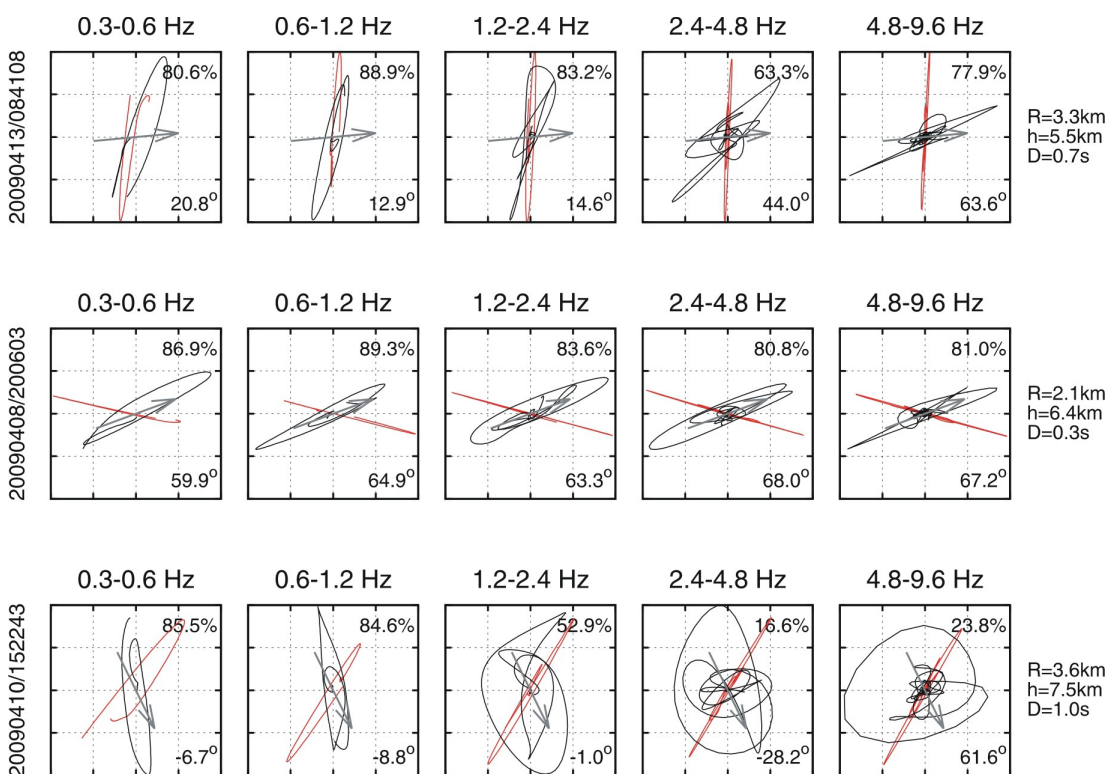 0.3-0.6 Hz 0.6-1.2 Hz 1.2-2.4 Hz 2.4-4.8 Hz 4.8-9.6 Hz
20090413/084108
80.6% 88.9% 83.2% 63.3% 77.9%
R=3.3km
h=5.5km
D=0.7s
20.8° 12.9° 14.6° 44.0° 63.6°
0.3-0.6 Hz 0.6-1.2 Hz 1.2-2.4 Hz 2.4-4.8 Hz 4.8-9.6 Hz
20090408/200603
86.9% 89.3% 83.6% 80.8% 81.0%
R=2.1km
h=6.4km
D=0.3s
59.9° 64.9° 63.3° 68.0° 67.2°
0.3-0.6 Hz 0.6-1.2 Hz 1.2-2.4 Hz 2.4-4.8 Hz 4.8-9.6 Hz
20090410/152243
85.5% 84.6% 52.9% 16.6% 23.8%
R=3.6km
h=7.5km
D=1.0s
-6.7° -8.8° -1.0° -28.2° 61.6°